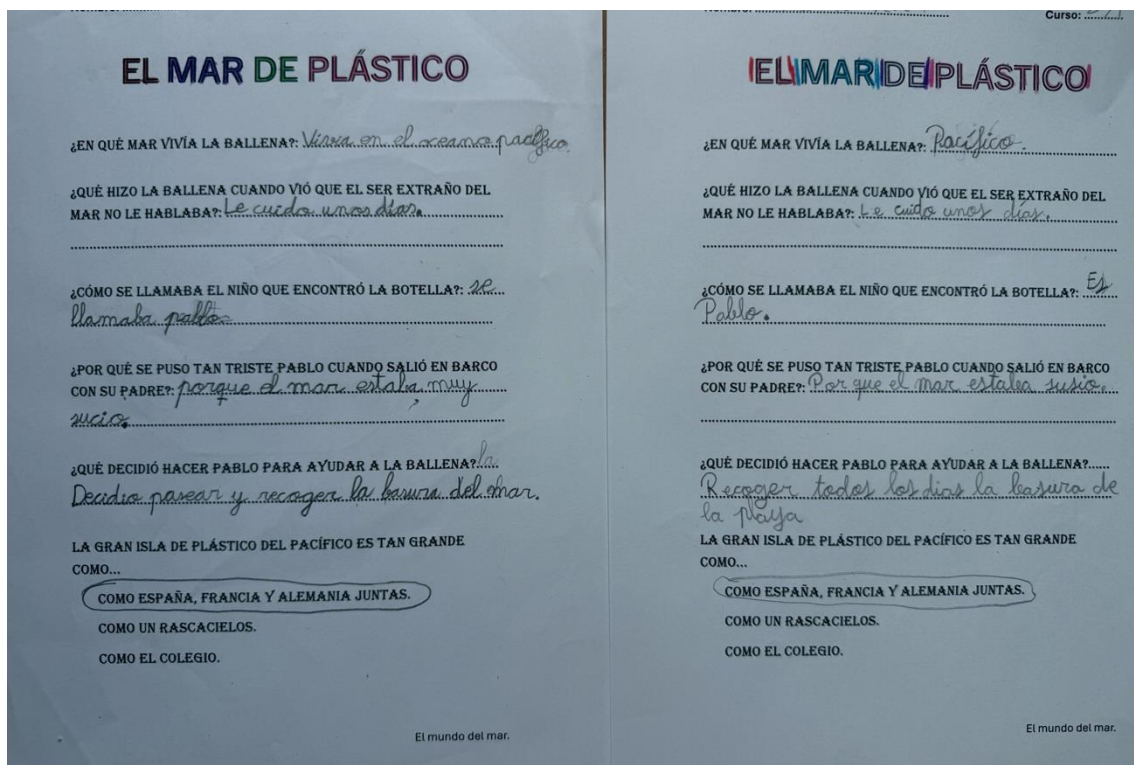 EL MAR DE PLÁSTICO
¿EN QUÉ MAR VIVÍA LA BALLENA?: Vivia en el oceano pacífico.
¿QUÉ HIZO LA BALLENA CUANDO VIÓ QUE EL SER EXTRAÑO DEL
MAR NO LE HABLABA?: Le cuido unos días.
¿CÓMO SE LLAMABA EL NIÑO QUE ENCONTRÓ LA BOTELLA?: se
llamaba pablo
¿POR QUÉ SE PUSO TAN TRISTE PABLO CUANDO SALIÓ EN BARCO
CON SU PADRE?: porque el mar estaba muy
sucio.
¿QUÉ DECIDIÓ HACER PABLO PARA AYUDAR A LA BALLENA?
Decidio pasear y recoger la basura del mar.
LA GRAN ISLA DE PLÁSTICO DEL PACÍFICO ES TAN GRANDE
COMO...
COMO ESPAÑA, FRANCIA Y ALEMANIA JUNTAS.
COMO UN RASCACIELOS.
COMO EL COLEGIO.
El mundo del mar.
Curso:
EL MAR DE PLÁSTICO
¿EN QUÉ MAR VIVÍA LA BALLENA?: Pacífico.
¿QUÉ HIZO LA BALLENA CUANDO VIÓ QUE EL SER EXTRAÑO DEL
MAR NO LE HABLABA?: Le cuido unos días.
¿CÓMO SE LLAMABA EL NIÑO QUE ENCONTRÓ LA BOTELLA?: Es
Pablo.
¿POR QUÉ SE PUSO TAN TRISTE PABLO CUANDO SALIÓ EN BARCO
CON SU PADRE?: Por que el mar estaba susio.
¿QUÉ DECIDIÓ HACER PABLO PARA AYUDAR A LA BALLENA?......
Recoger todos los dias la basura de
la playa
LA GRAN ISLA DE PLÁSTICO DEL PACÍFICO ES TAN GRANDE
COMO...
COMO ESPAÑA, FRANCIA Y ALEMANIA JUNTAS.
COMO UN RASCACIELOS.
COMO EL COLEGIO.
El mundo del mar.